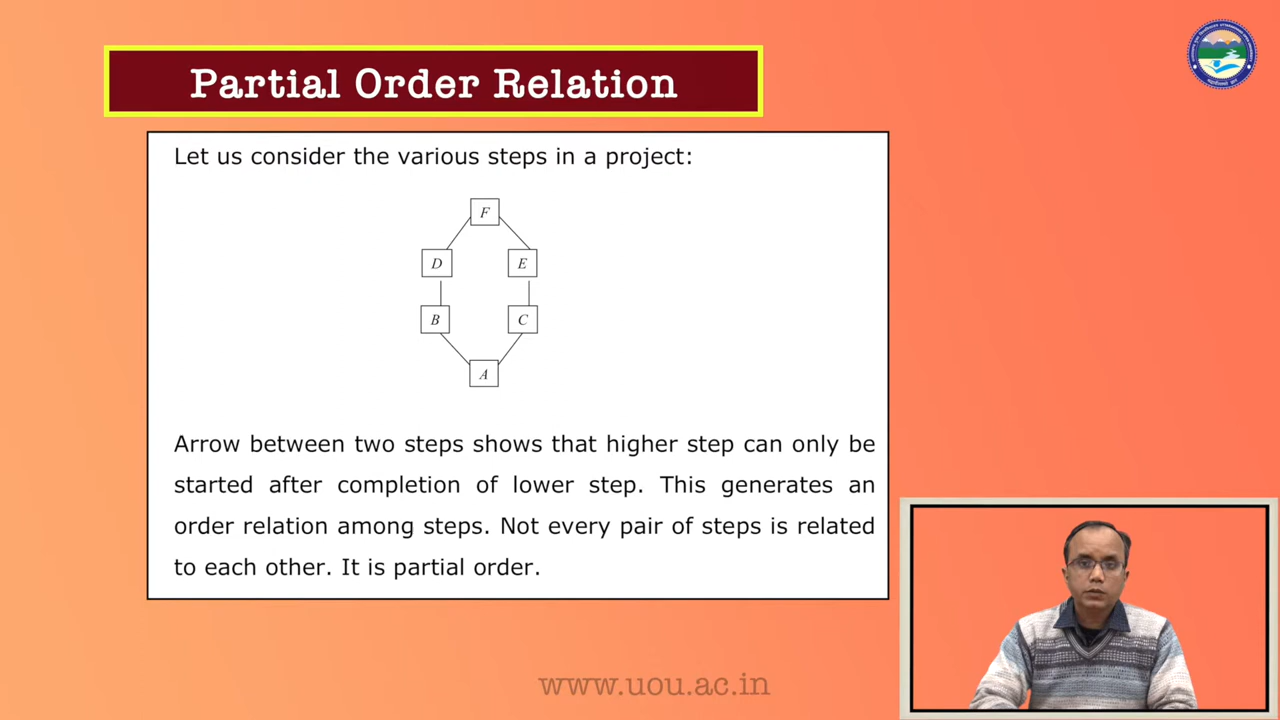 Partial Order Relation
Let us consider the various steps in a project:
F
D E
B C
A
Arrow between two steps shows that higher step can only be
started after completion of lower step. This generates an
order relation among steps. Not every pair of steps is related
to each other. It is partial order.
www.uou.ac.in